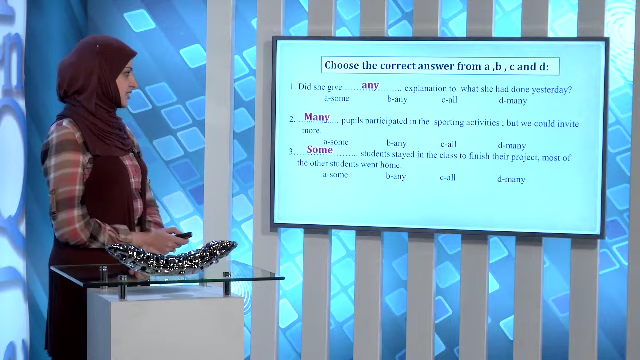 Choose the correct answer from a ,b , c and d:
1. Did she give ......any......... explanation to what she had done yesterday?
a-some b-any c-all d-many
2. ..Many....... pupils participated in the sporting activities , but we could invite
more.
a-some b-any c-all d-many
3. ...Some............ students stayed in the class to finish their project, most of
the other students went home.
a-some b-any c-all d-many